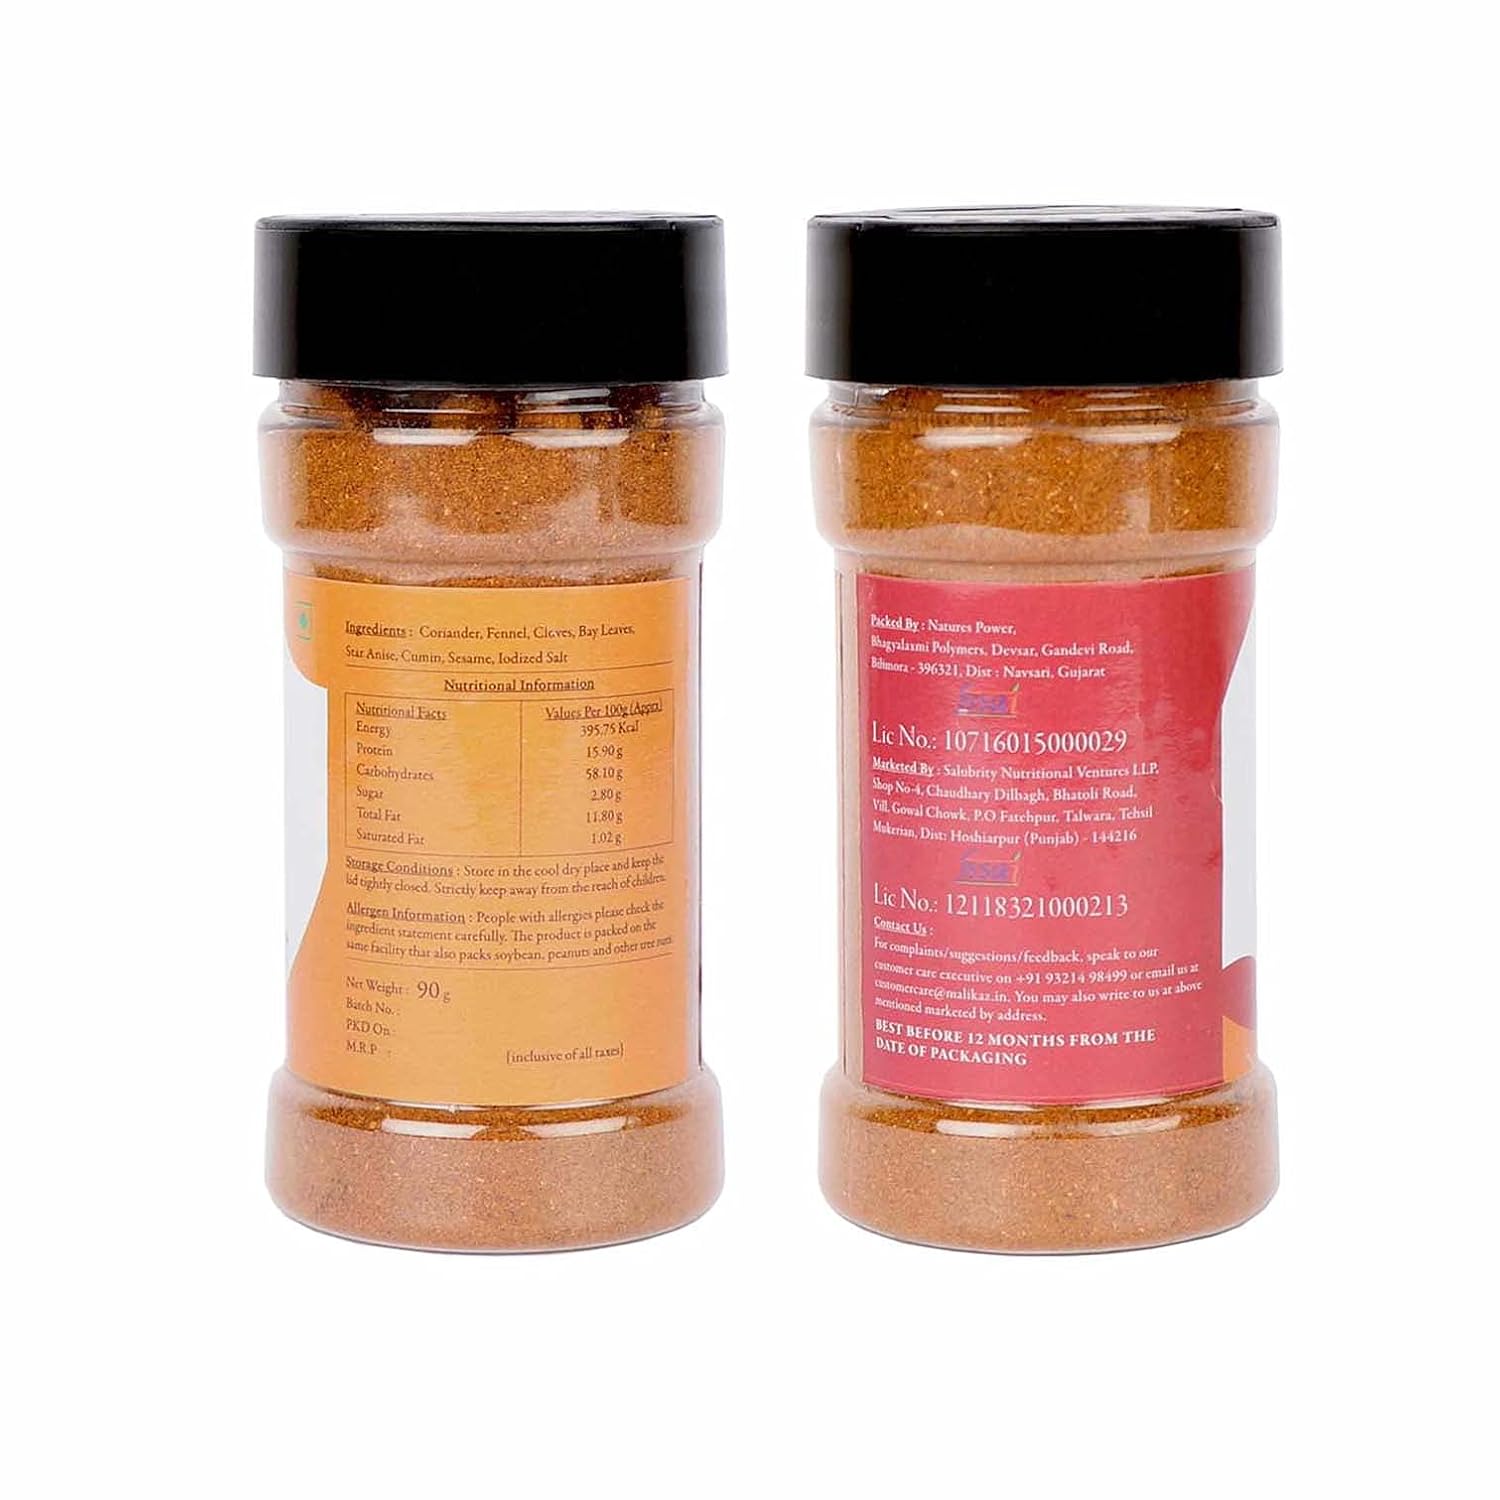 Ingredients : Coriander, Fennel, Cloves, Bay Leaves,
Star Anise, Cumin, Sesame, Iodized Salt
Nutritional Information
Nutritional Facts Values Per 100g (Apprx)
Energy 395.75 Kcal
Protein 15.90 g
Carbohydrates 58.10 g
Sugar 2.80 g
Total Fat 11.80 g
Saturated Fat 1.02 g
Storage Conditions : Store in the cool dry place and keep the
lid tightly closed. Strictly keep away from the reach of children.
Allergen Information : People with allergies please check the
ingredient statement carefully. The product is packed on the
same facility that also packs soybean, peanuts and other tree nuts.
Net Weight : 90 g
Batch No. :
PKD On :
M.R.P : [inclusive of all taxes]
Packed By : Natures Power,
Bhagyalaxmi Polymers, Devsar, Gandevi Road,
Bilimora - 396321, Dist : Navsari, Gujarat
fssai
Lic No.: 10716015000029
Marketed By : Salubrity Nutritional Ventures LLP.
Shop No-4, Chaudhary Dilbagh, Bhatoli Road,
Vill. Gowal Chowk, P.O Fatehpur, Talwara, Tehsil
Mukerian, Dist: Hoshiarpur (Punjab) - 144216
fssai
Lic No.: 12118321000213
Contact Us :
For complaints/suggestions/feedback, speak to our
customer care executive on +91 93214 98499 or email us at
customercare@malikaz.in. You may also write to us at above
mentioned marketed by address.
BEST BEFORE 12 MONTHS FROM THE
DATE OF PACKAGING